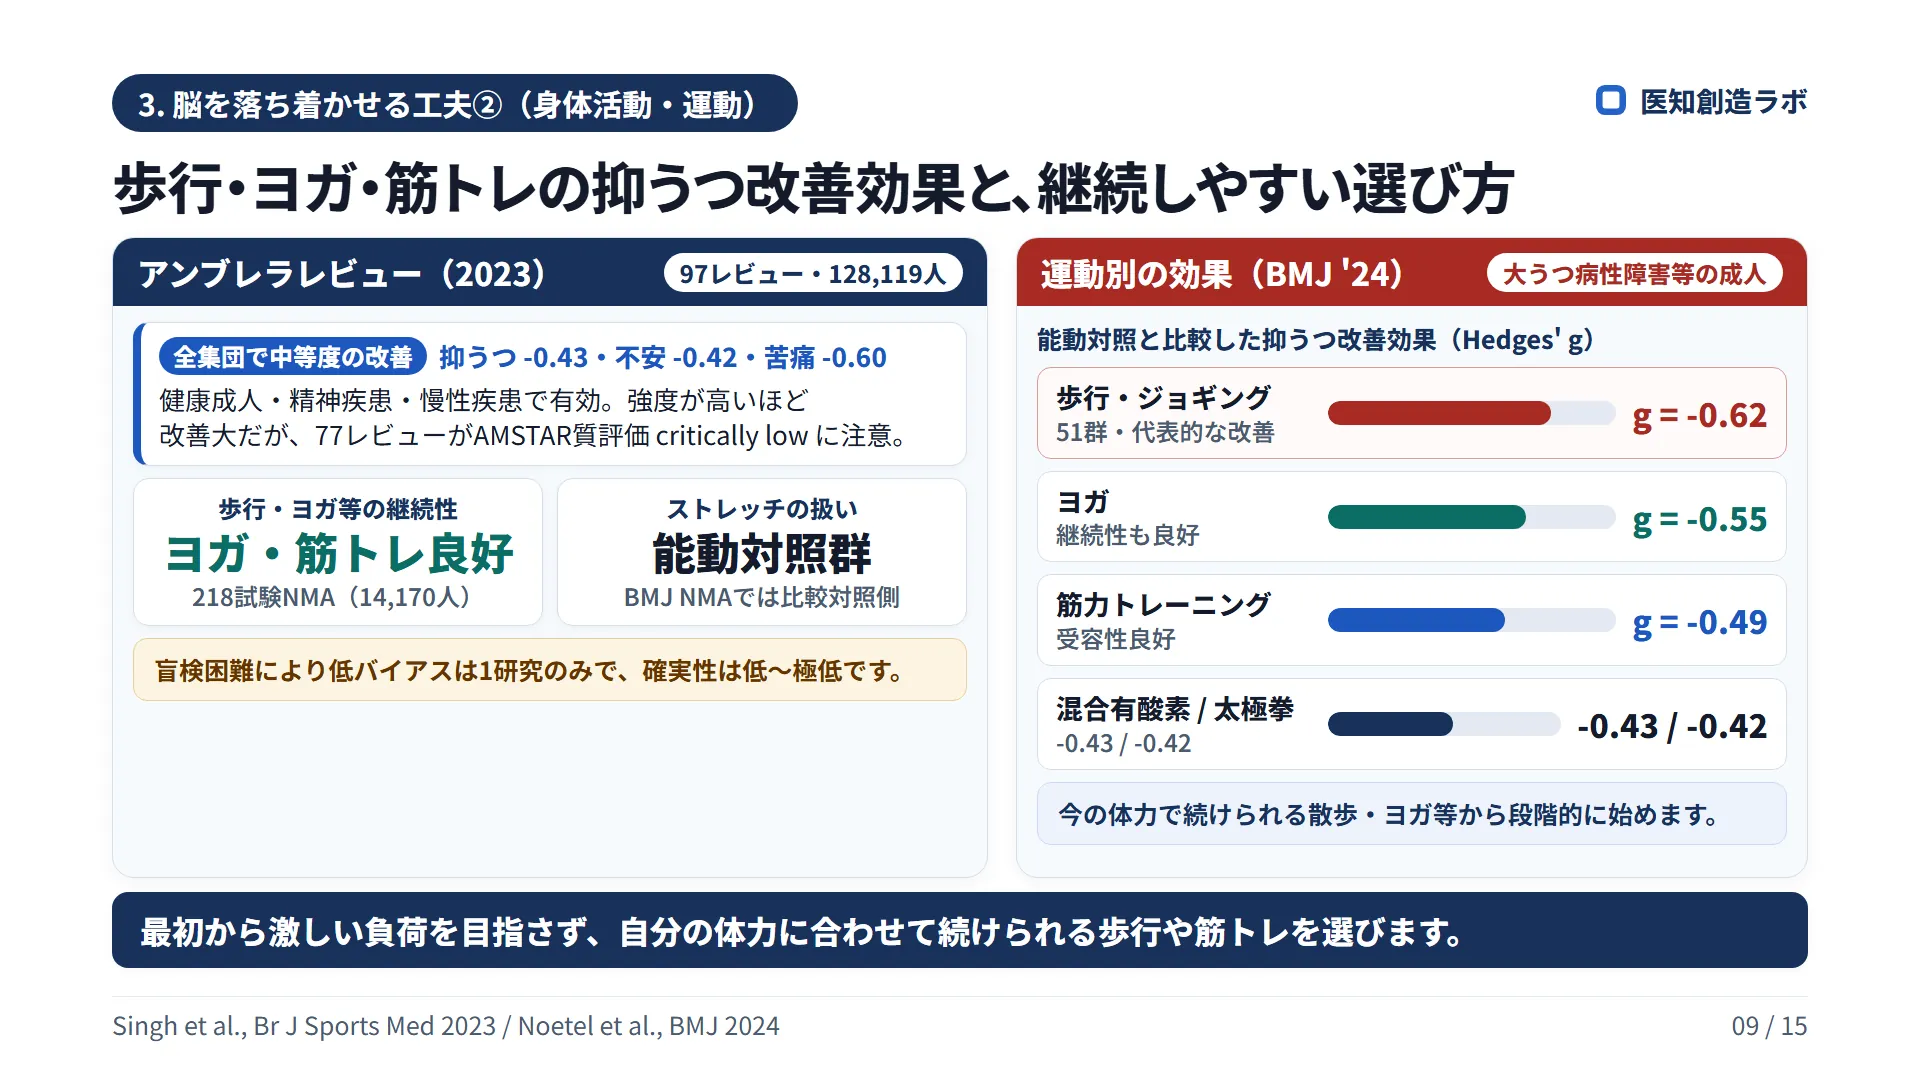 3. 脳を落ち着かせる工夫②（身体活動・運動）
医知創造ラボ
歩行・ヨガ・筋トレの抑うつ改善効果と、継続しやすい選び方
アンブレラレビュー（2023）
97レビュー・128,119人
全集団で中等度の改善
抑うつ -0.43・不安 -0.42・苦痛 -0.60
健康成人・精神疾患・慢性疾患で有効。強度が高いほど
改善大だが、77レビューがAMSTAR質評価 critically low に注意。
歩行・ヨガ等の継続性
ヨガ・筋トレ良好
218試験NMA（14,170人）
ストレッチの扱い
能動対照群
BMJ NMAでは比較対照側
盲検困難により低バイアスは1研究のみで、確実性は低〜極低です。
運動別の効果（BMJ '24）
大うつ病性障害等の成人
能動対照と比較した抑うつ改善効果（Hedges' g）
歩行・ジョギング
51群・代表的な改善
g = -0.62
ヨガ
継続性も良好
g = -0.55
筋力トレーニング
受容性良好
g = -0.49
混合有酸素 / 太極拳
-0.43 / -0.42
-0.43 / -0.42
今の体力で続けられる散歩・ヨガ等から段階的に始めます。
最初から激しい負荷を目指さず、自分の体力に合わせて続けられる歩行や筋トレを選びます。
Singh et al., Br J Sports Med 2023 / Noetel et al., BMJ 2024
09 / 15